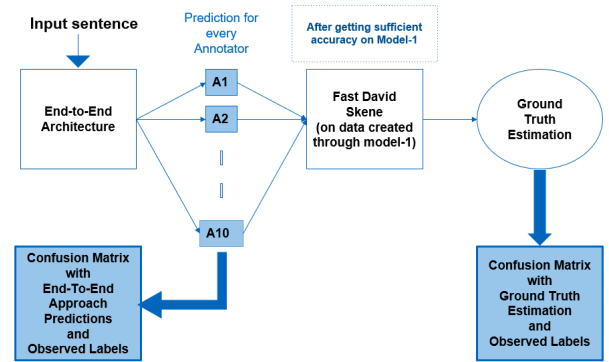 Input sentence
Prediction for
every
Annotator
After getting sufficient
accuracy on Model-1
End-to-End
Architecture
A1
A2
A10
Fast David
Skene
(on data created
through model-1)
Ground
Truth
Estimation
Confusion Matrix
with
End-To-End
Approach
Predictions
and
Observed Labels
Confusion Matrix
with
Ground Truth
Estimation
and
Observed Labels